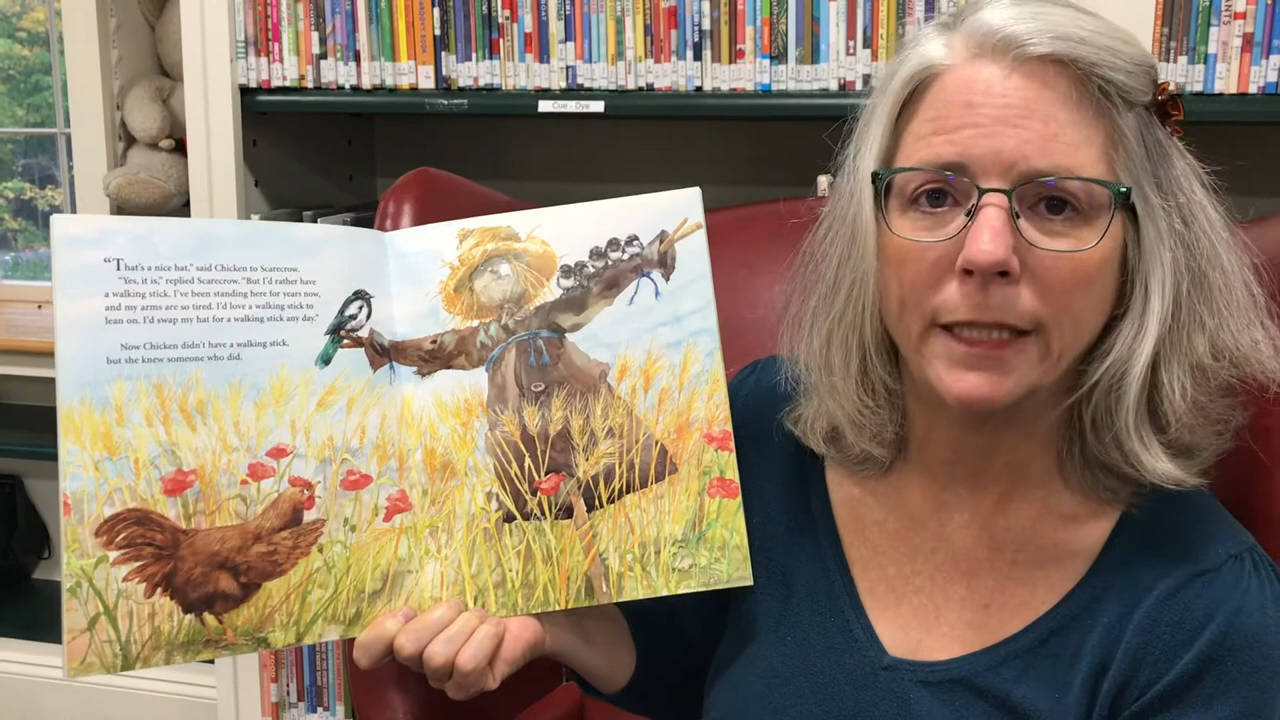 Cue - Dye
"That's a nice hat," said Chicken to Scarecrow.
"Yes, it is," replied Scarecrow. "But I'd rather have
a walking stick. I've been standing here for years now,
and my arms are so tired. I'd love a walking stick to
lean on. I'd swap my hat for a walking stick any day."
Now Chicken didn't have a walking stick,
but she knew someone who did.